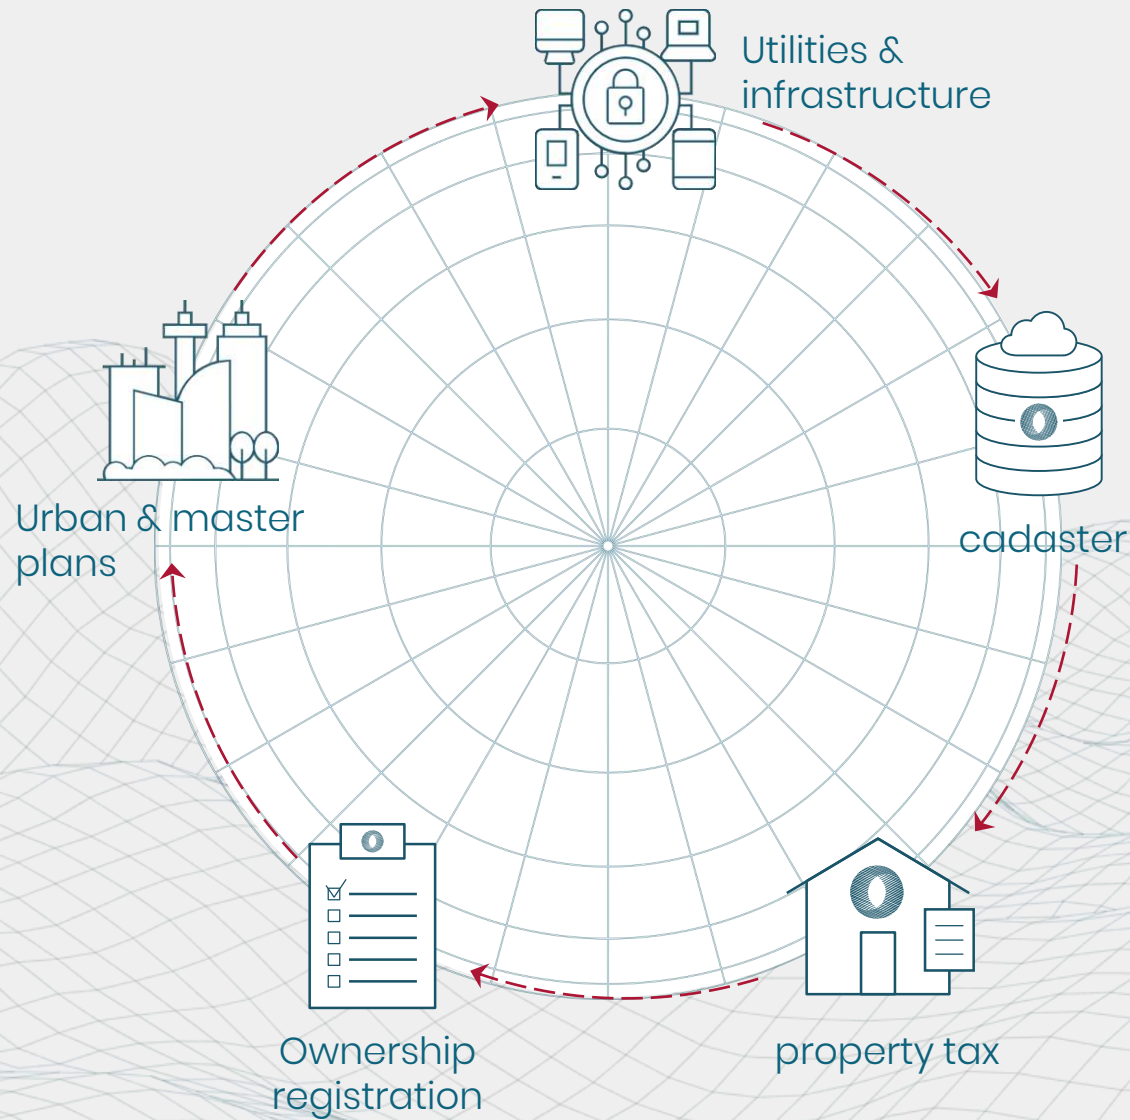 Utilities &
infrastructure
cadaster
property tax
Ownership
registration
Urban & master
plans